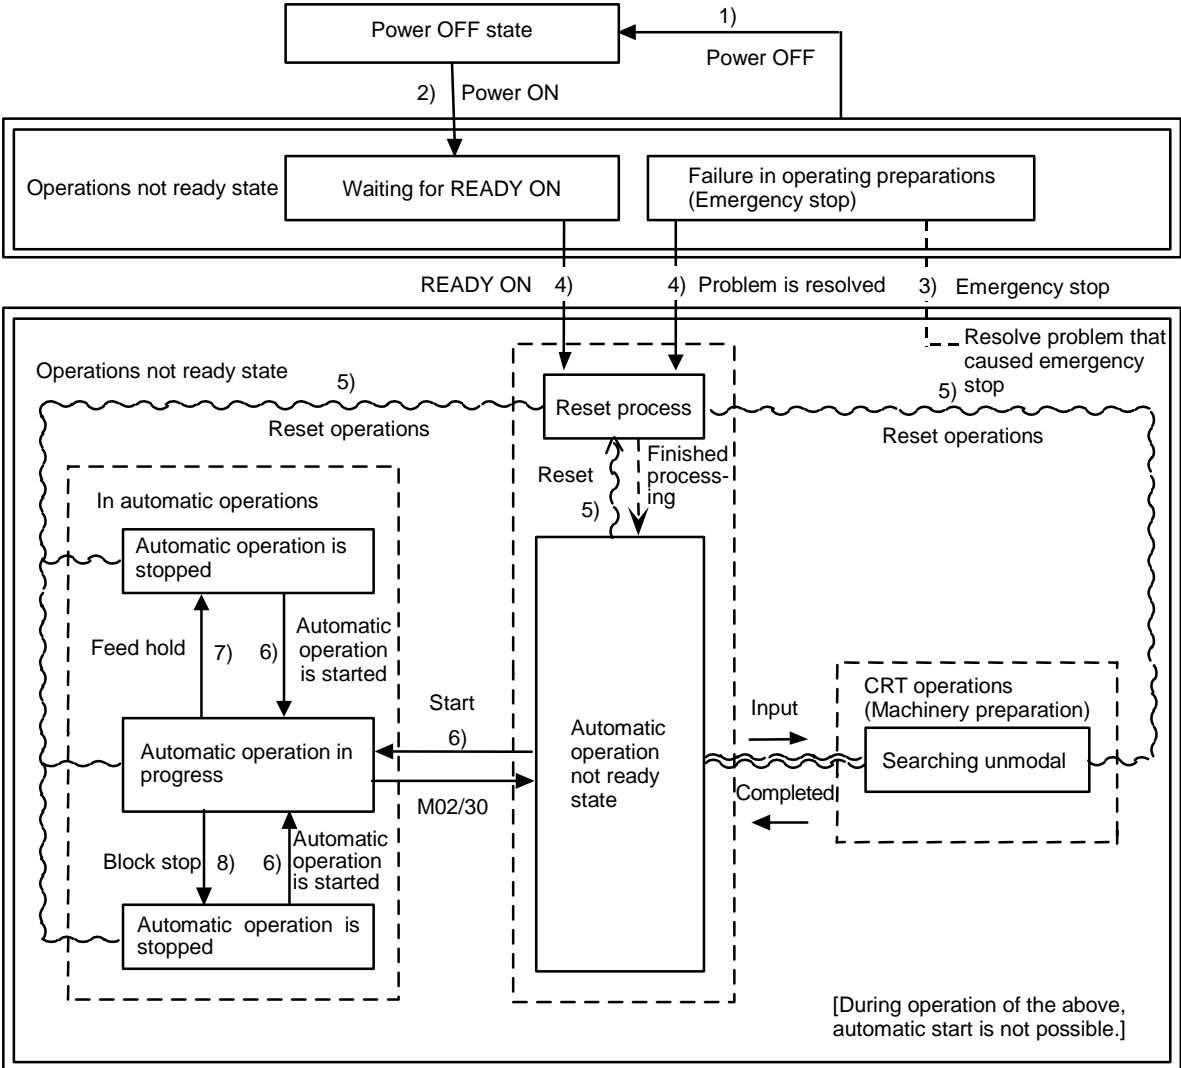 1)
Power OFF state
Power OFF
2) Power ON
Operations not ready state
Waiting for READY ON
Failure in operating preparations
(Emergency stop)
READY ON 4)
4) Problem is resolved
3) Emergency stop
Resolve problem that
caused emergency
stop
Operations not ready state
5)
Reset operations
Reset process
5)
Reset operations
Reset
5)
Finished
process-
ing
In automatic operations
Automatic operation is
stopped
Feed hold 7)
6) Automatic
operation
is started
Automatic operation in
progress
Start
6)
M02/30
Automatic
operation
not ready
state
Input
Completed
CRT operations
(Machinery preparation)
Searching unmodal
Block stop 8)
6) Automatic
operation
is started
Automatic operation is
stopped
[During operation of the above,
automatic start is not possible.]